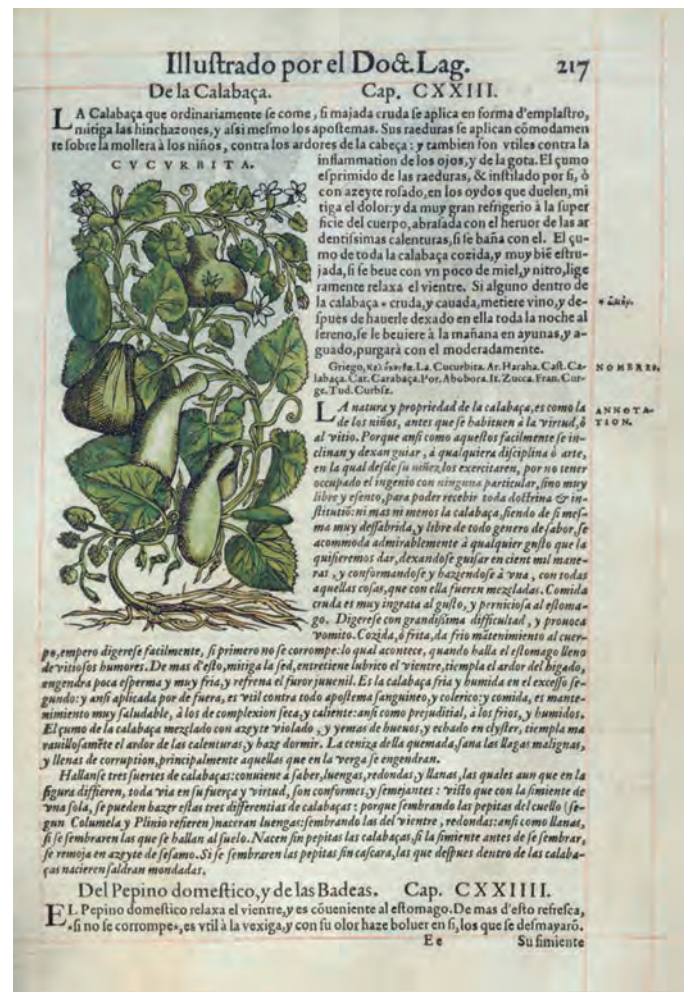 Illuſtrado por el Doct. Lag. 217
De la Calabaça. Cap. CXXIII.
LA Calabaça que ordinariamente ſe come, ſi majada cruda ſe aplica en forma d'emplaſtro,
mitiga las hinchazones, y aſsi meſmo los apoſtemas. Sus raeduras ſe aplican cōmodamen
te ſobre la mollera à los niños, contra los ardores de la cabeça: y tambien ſon vtiles contra la
CVCVRBITA.
inflammation de los ojos, y de la gota. El çumo
eſprimido de las raeduras, & inſtilado por ſi, ò
con azeyte roſado, en los oydos que duelen, mi
tiga el dolor: y da muy gran refrigerio à la ſuper
ficie del cuerpo, abraſada con el heruor de las ar
dentiſsimas calenturas, ſi ſe baña con el. El çu-
mo de toda la calabaça cozida, y muy biē eſtru-
jada, ſi ſe beue con vn poco de miel, y nitro, lige
ramente relaxa el vientre. Si alguno dentro de
la calabaça * cruda, y cauada, metiere vino, y de-
ſpues de hauerle dexado en ella toda la noche al
ſereno, ſe le beuiere à la mañana en ayunas, y a-
guado, purgarà con el moderadamente.
* ὠμὴν.
Griego, Κολόκυνθα. La. Cucurbita. Ar. Haraha. Caſt. Ca-
labaça. Cat. Carabaça. Por. Abobora. It. Zucca. Fran. Cur-
ge. Tud. Curbſz.
NOMBRES.
LA natura y propriedad de la calabaça, es como la
de los niños, antes que ſe habituen à la virtud, ò
al vitio. Porque anſi como aqueſtos facilmente ſe in-
clinan y dexan guiar, à qualquiera diſciplina ò arte,
en la qual deſde ſu niñez los exercitaren, por no tener
occupado el ingenio con ninguna particular, ſino muy
libre y eſento, para poder recebir toda doctrina & in-
ſtitutiō: ni mas ni menos la calabaça, ſiendo de ſi meſ-
ma muy deſſabrida, y libre de todo genero de ſabor, ſe
acommoda admirablemente à qualquier guſto que la
quiſieremos dar, dexandoſe guiſar en cient mil mane-
ras, y conformandoſe y hazjendoſe à vna, con todas
aquellas coſas, que con ella fueren mezcladas. Comida
cruda es muy ingrata al guſto, y pernicioſa al eſtoma-
go. Digereſe con grandiſsima difficultad, y prouoca
vomito. Cozida, ò frita, da frio mātenimiento al cuer-
ANNOTA-
TION.
po, empero digereſe facilmente, ſi primero no ſe corrompe: lo qual acontece, quando halla el eſtomago lleno
de vitioſos humores. De mas d'eſto, mitiga la ſed, entretiene lubrico el vientre, tiempla el ardor del higado,
engendra poca eſperma y muy fria, y refrena el furor juuenil. Es la calabaça fria y humida en el exceſſo ſe-
gundo: y anſi aplicada por de fuera, es vtil contra todo apoſtema ſanguineo, y colerico: y comida, es mante-
nimiento muy ſaludable, à los de complexion ſeca, y caliente: anſi como prejuditial, à los frios, y humidos.
El çumo de la calabaça mezclado con azeyte violado, y yemas de hueuos, y echado en clyſter, tiempla ma
rauilloſamēte el ardor de las calenturas, y haze dormir. La ceniza della quemada, ſana las llagas malignas,
y llenas de corruption, principalmente aquellas que en la verga ſe engendran.
Hallanſe tres ſuertes de calabaças: conuiene à ſaber, luengas, redondas, y llanas, las quales aun que en la
figura differen, toda via en ſu fuerça y virtud, ſon conformes, y ſemejantes: viſto que con la ſimiente de
vna ſola, ſe pueden hazer eſtas tres differentias de calabaças: porque ſembrando las pepitas del cuello (ſe-
gun Columela y Plinio refieren) naceran luengas: ſembrando las del vientre, redondas: anſi como llanas,
ſi ſe ſembraren las que ſe hallan al ſuelo. Nacen ſin pepitas las calabaças, ſi la ſimiente antes de ſe ſembrar,
ſe remoja en azeyte de ſeſamo. Si ſe ſembraren las pepitas ſin caſcara, las que deſpues dentro de las calaba-
ças nacieren ſaldran mondadas.
Del Pepino domeſtico, y de las Badeas. Cap. CXXIIII.
EL Pepino domeſtico relaxa el vientre, y es cōueniente al eſtomago. De mas d'eſto refreſca,
*ſi no ſe corrompe*, es vtil à la vexiga, y con ſu olor haze boluer en ſi, los que ſe deſmayarō.
E e Su ſimiente